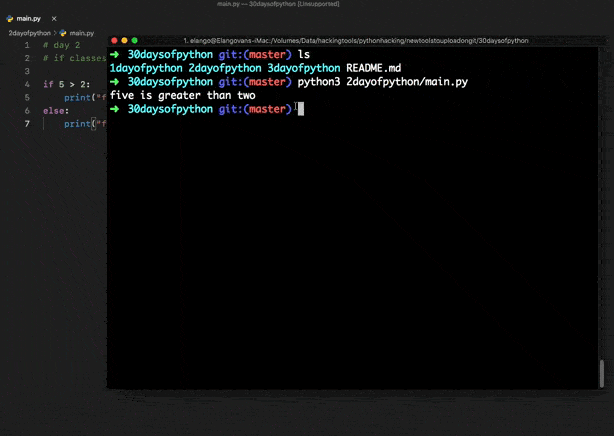 main.py — 30daysofpython [Unsupported]
main.py ×
2dayofpython > main.py
1 # day 2
2 # if classes
3
4 if 5 > 2:
5 print("f
6 else:
7 print("f
1. elango@Elangovans-iMac:/Volumes/Data/hackingtools/pythonhacking/newtoolstouploadongit/30daysofpython
➜ 30daysofpython git:(master) ls
1dayofpython 2dayofpython 3dayofpython README.md
➜ 30daysofpython git:(master) python3 2dayofpython/main.py
five is greater than two
➜ 30daysofpython git:(master)